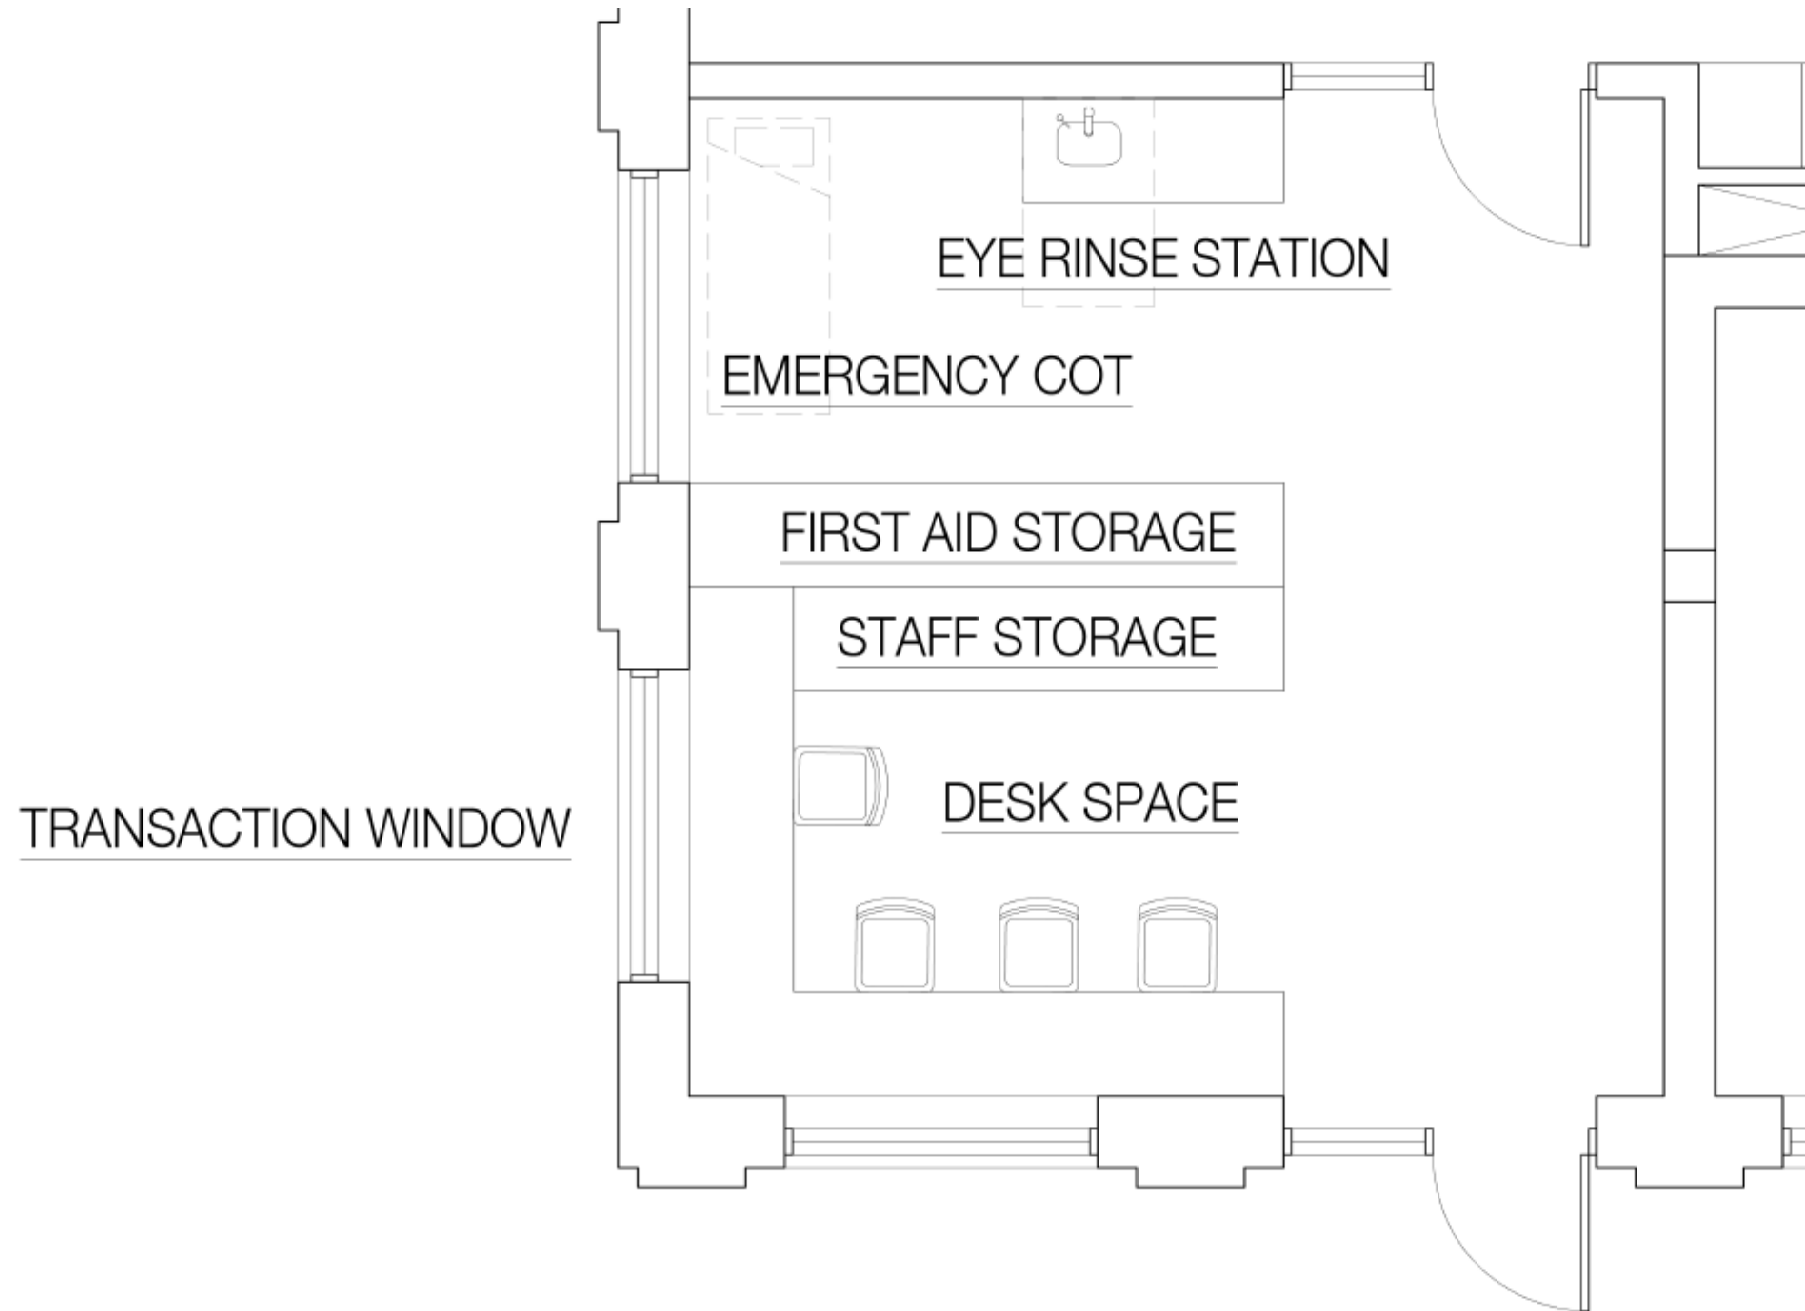 EYE RINSE STATION
EMERGENCY COT
FIRST AID STORAGE
STAFF STORAGE
DESK SPACE
TRANSACTION WINDOW